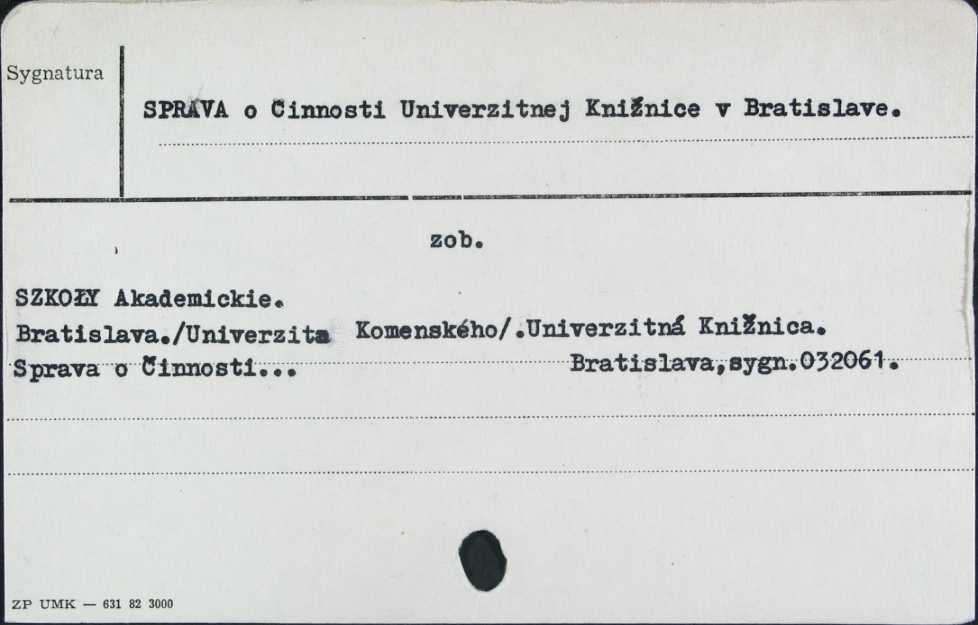 Sygnatura
SPRÁVA o Činnosti Univerzitnej Knižnice v Bratislave.
zob.
SZKOŁY Akademickie.
Bratislava./Univerzita Komenského/.Univerzitná Knižnica.
Sprava o Činnosti... Bratislava,sygn.032061.
ZP UMK — 631 82 3000